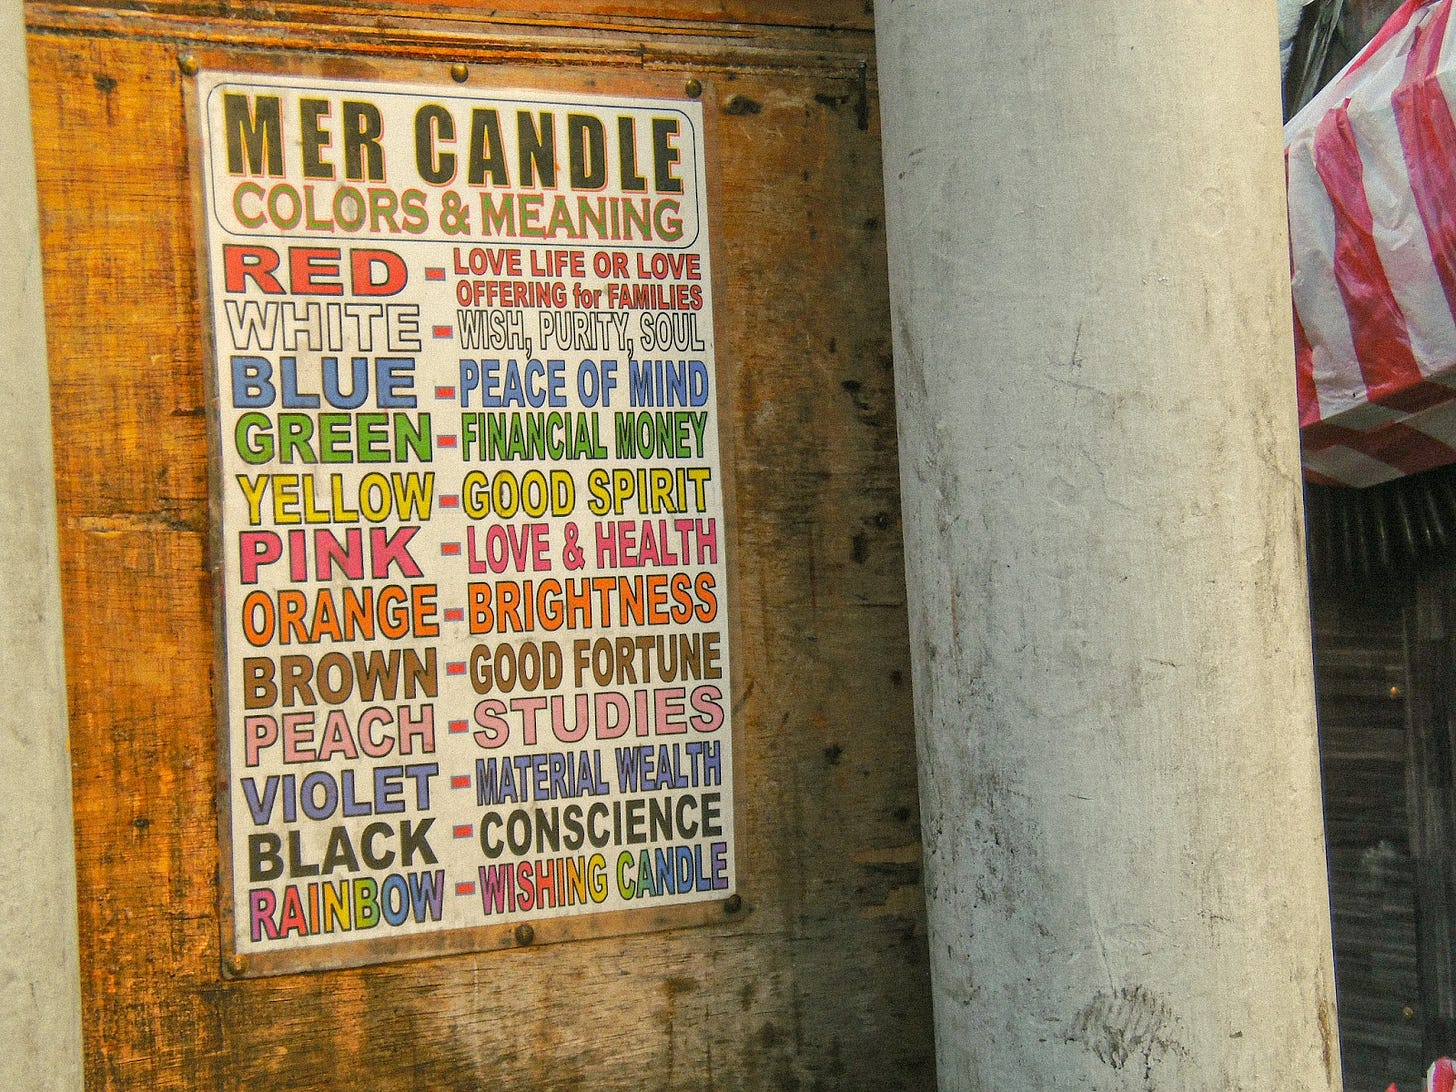 MER CANDLE
COLORS & MEANING
RED - LOVE LIFE OR LOVE
OFFERING for FAMILIES
WHITE - WISH, PURITY, SOUL
BLUE - PEACE OF MIND
GREEN - FINANCIAL MONEY
YELLOW - GOOD SPIRIT
PINK - LOVE & HEALTH
ORANGE - BRIGHTNESS
BROWN - GOOD FORTUNE
PEACH - STUDIES
VIOLET - MATERIAL WEALTH
BLACK - CONSCIENCE
RAINBOW - WISHING CANDLE